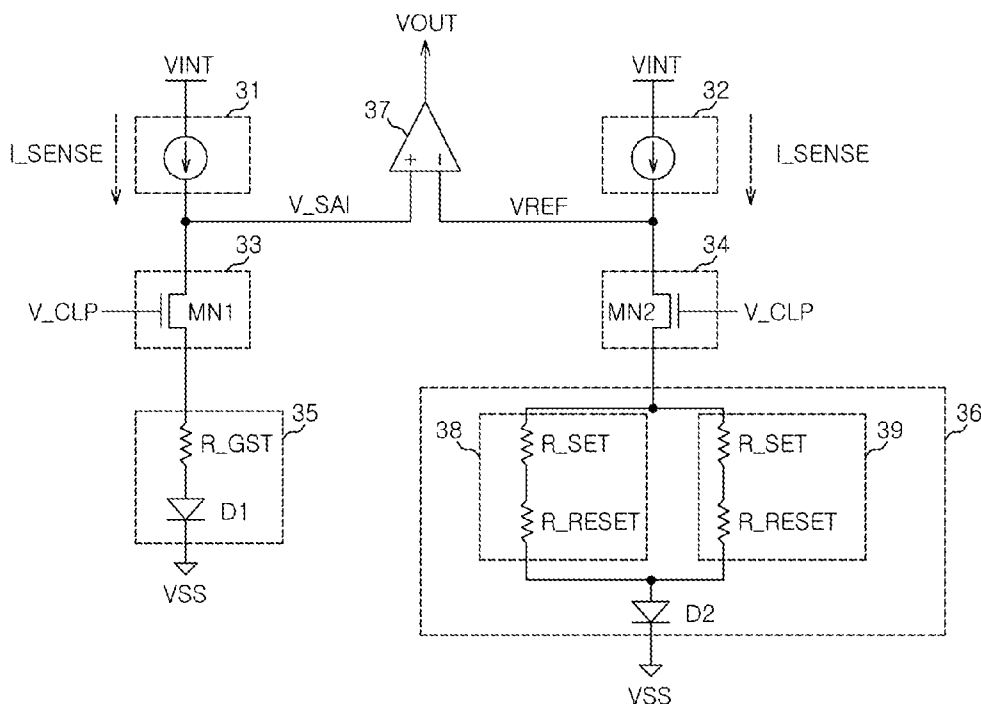 VOUT
VINT
VINT
31
32
37
I_SENSE
I_SENSE
+
−
V_SAI
VREF
33
34
V_CLP
MN1
MN2
V_CLP
35
36
R_GST
38
R_SET
R_SET
39
D1
R_RESET
R_RESET
VSS
D2
VSS